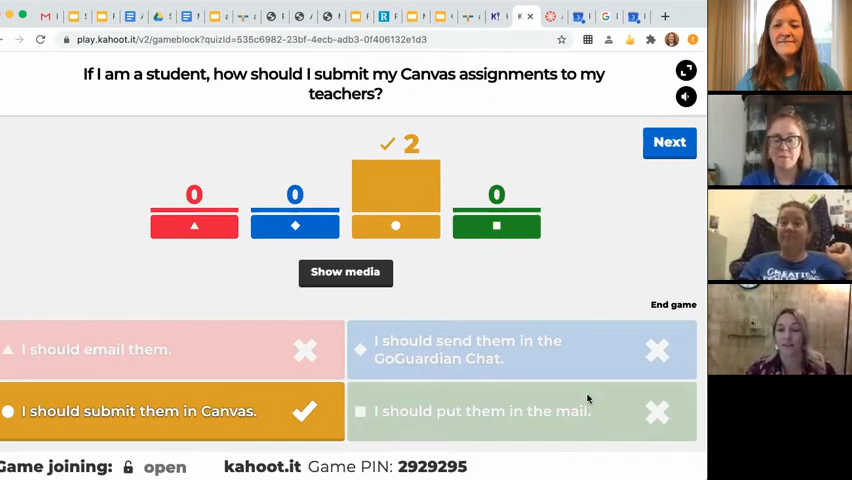 play.kahoot.it/v2/gameblock?quizId=535c6982-23bf-4ecb-adb3-0f406132e1d3
If I am a student, how should I submit my Canvas assignments to my
teachers?
Next
0
0
2
0
Show media
End game
I should email them.
I should send them in the
GoGuardian Chat.
I should submit them in Canvas.
I should put them in the mail.
Game joining: open kahoot.it Game PIN: 2929295
CREATIVE